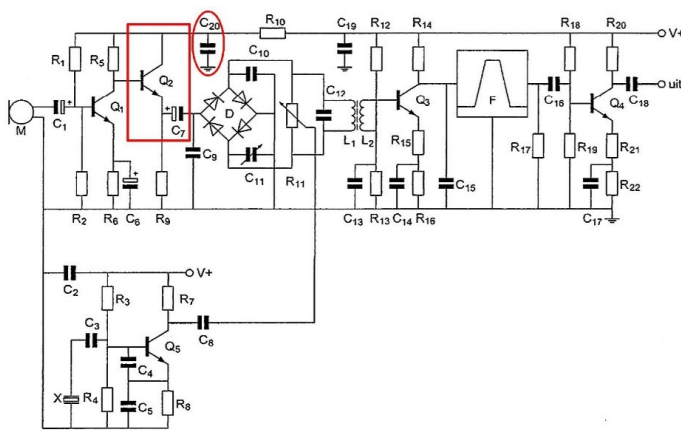 C20 R10 C19 R12 R14 R18 R20
V+
R1 R5 Q2 C10
C12
C16 C18 uit
M C1 Q1 C7 D Q3 F Q4
L1 L2
C9 R15 R17 R19 R21
C11 R11 C15 R22
R2 R6 C6 R9 C13 R13 C14 R16 C17
V+
C2 R3 R7
C3 C8
Q5
C4
X R4 C5 R8